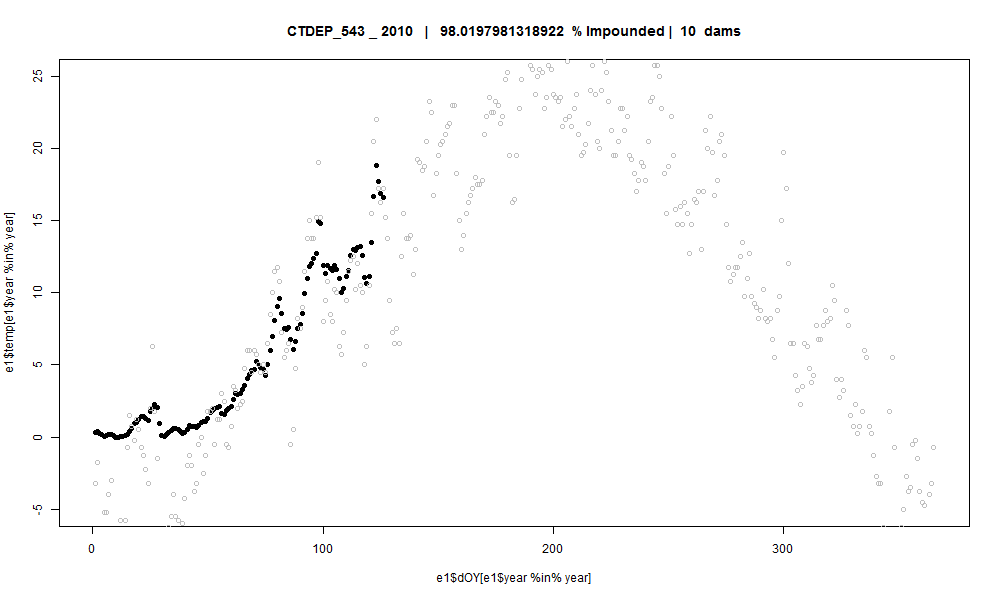 CTDEP_543 _ 2010 | 98.0197981318922 % Impounded | 10 dams
25
20
15
10
5
0
-5
e1$temp[e1$year %in% year]
0 100 200 300
e1$dOY[e1$year %in% year]